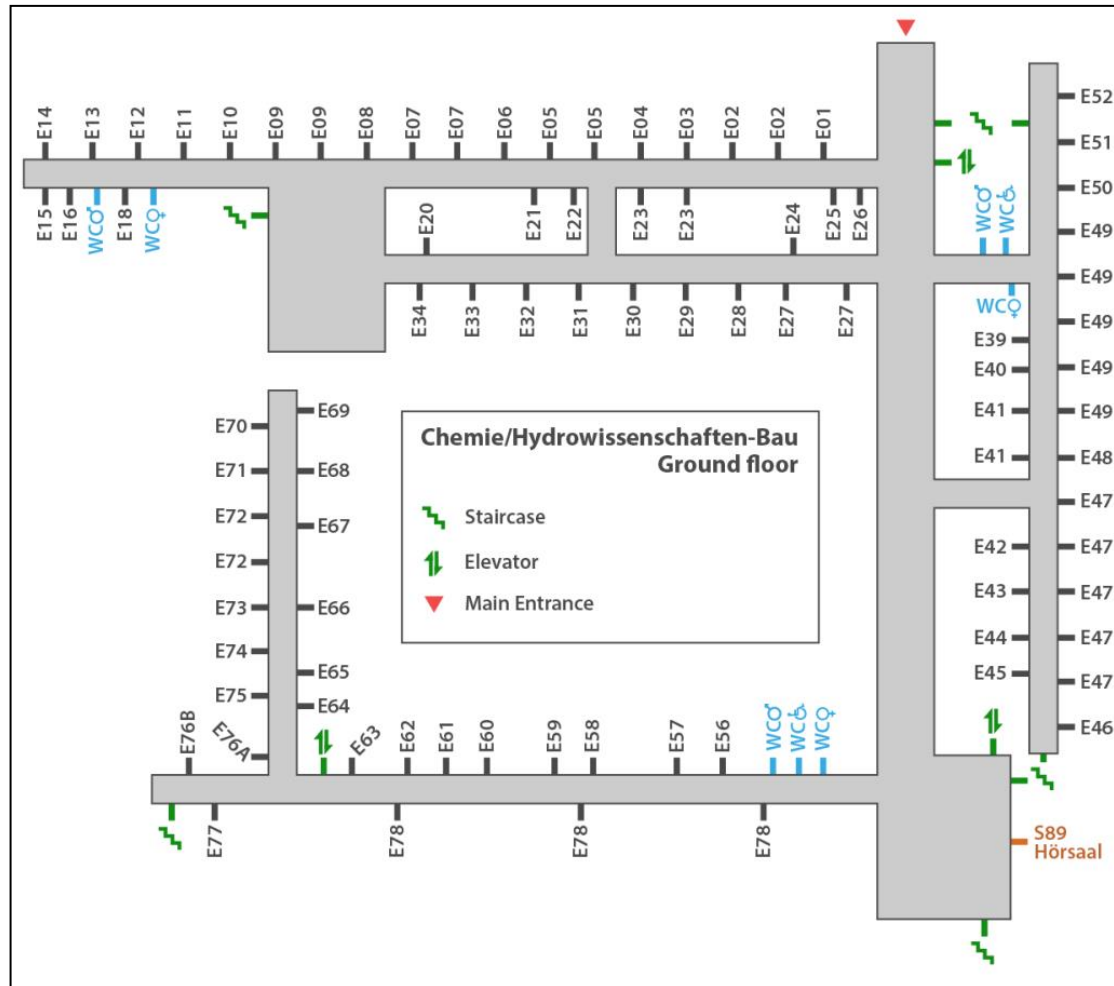 E14
E13
E12
E11
E10
E09
E09
E08
E07
E07
E06
E05
E05
E04
E03
E02
E02
E01
E15
E16
WC♂
E18
WC♀
E20
E21
E22
E23
E23
E24
E25
E26
E34
E33
E32
E31
E30
E29
E28
E27
E27
WC♂
WC♿
WC♀
E52
E51
E50
E49
E49
E49
E49
E49
E48
E47
E47
E47
E47
E47
E46
E39
E40
E41
E41
E42
E43
E44
E45
Chemie/Hydrowissenschaften-Bau
Ground floor
Staircase
Elevator
Main Entrance
E70
E71
E72
E72
E73
E74
E75
E76A
E76B
E69
E68
E67
E66
E65
E64
E63
E62
E61
E60
E59
E58
E57
E56
WC♂
WC♿
WC♀
E77
E78
E78
E78
S89
Hörsaal